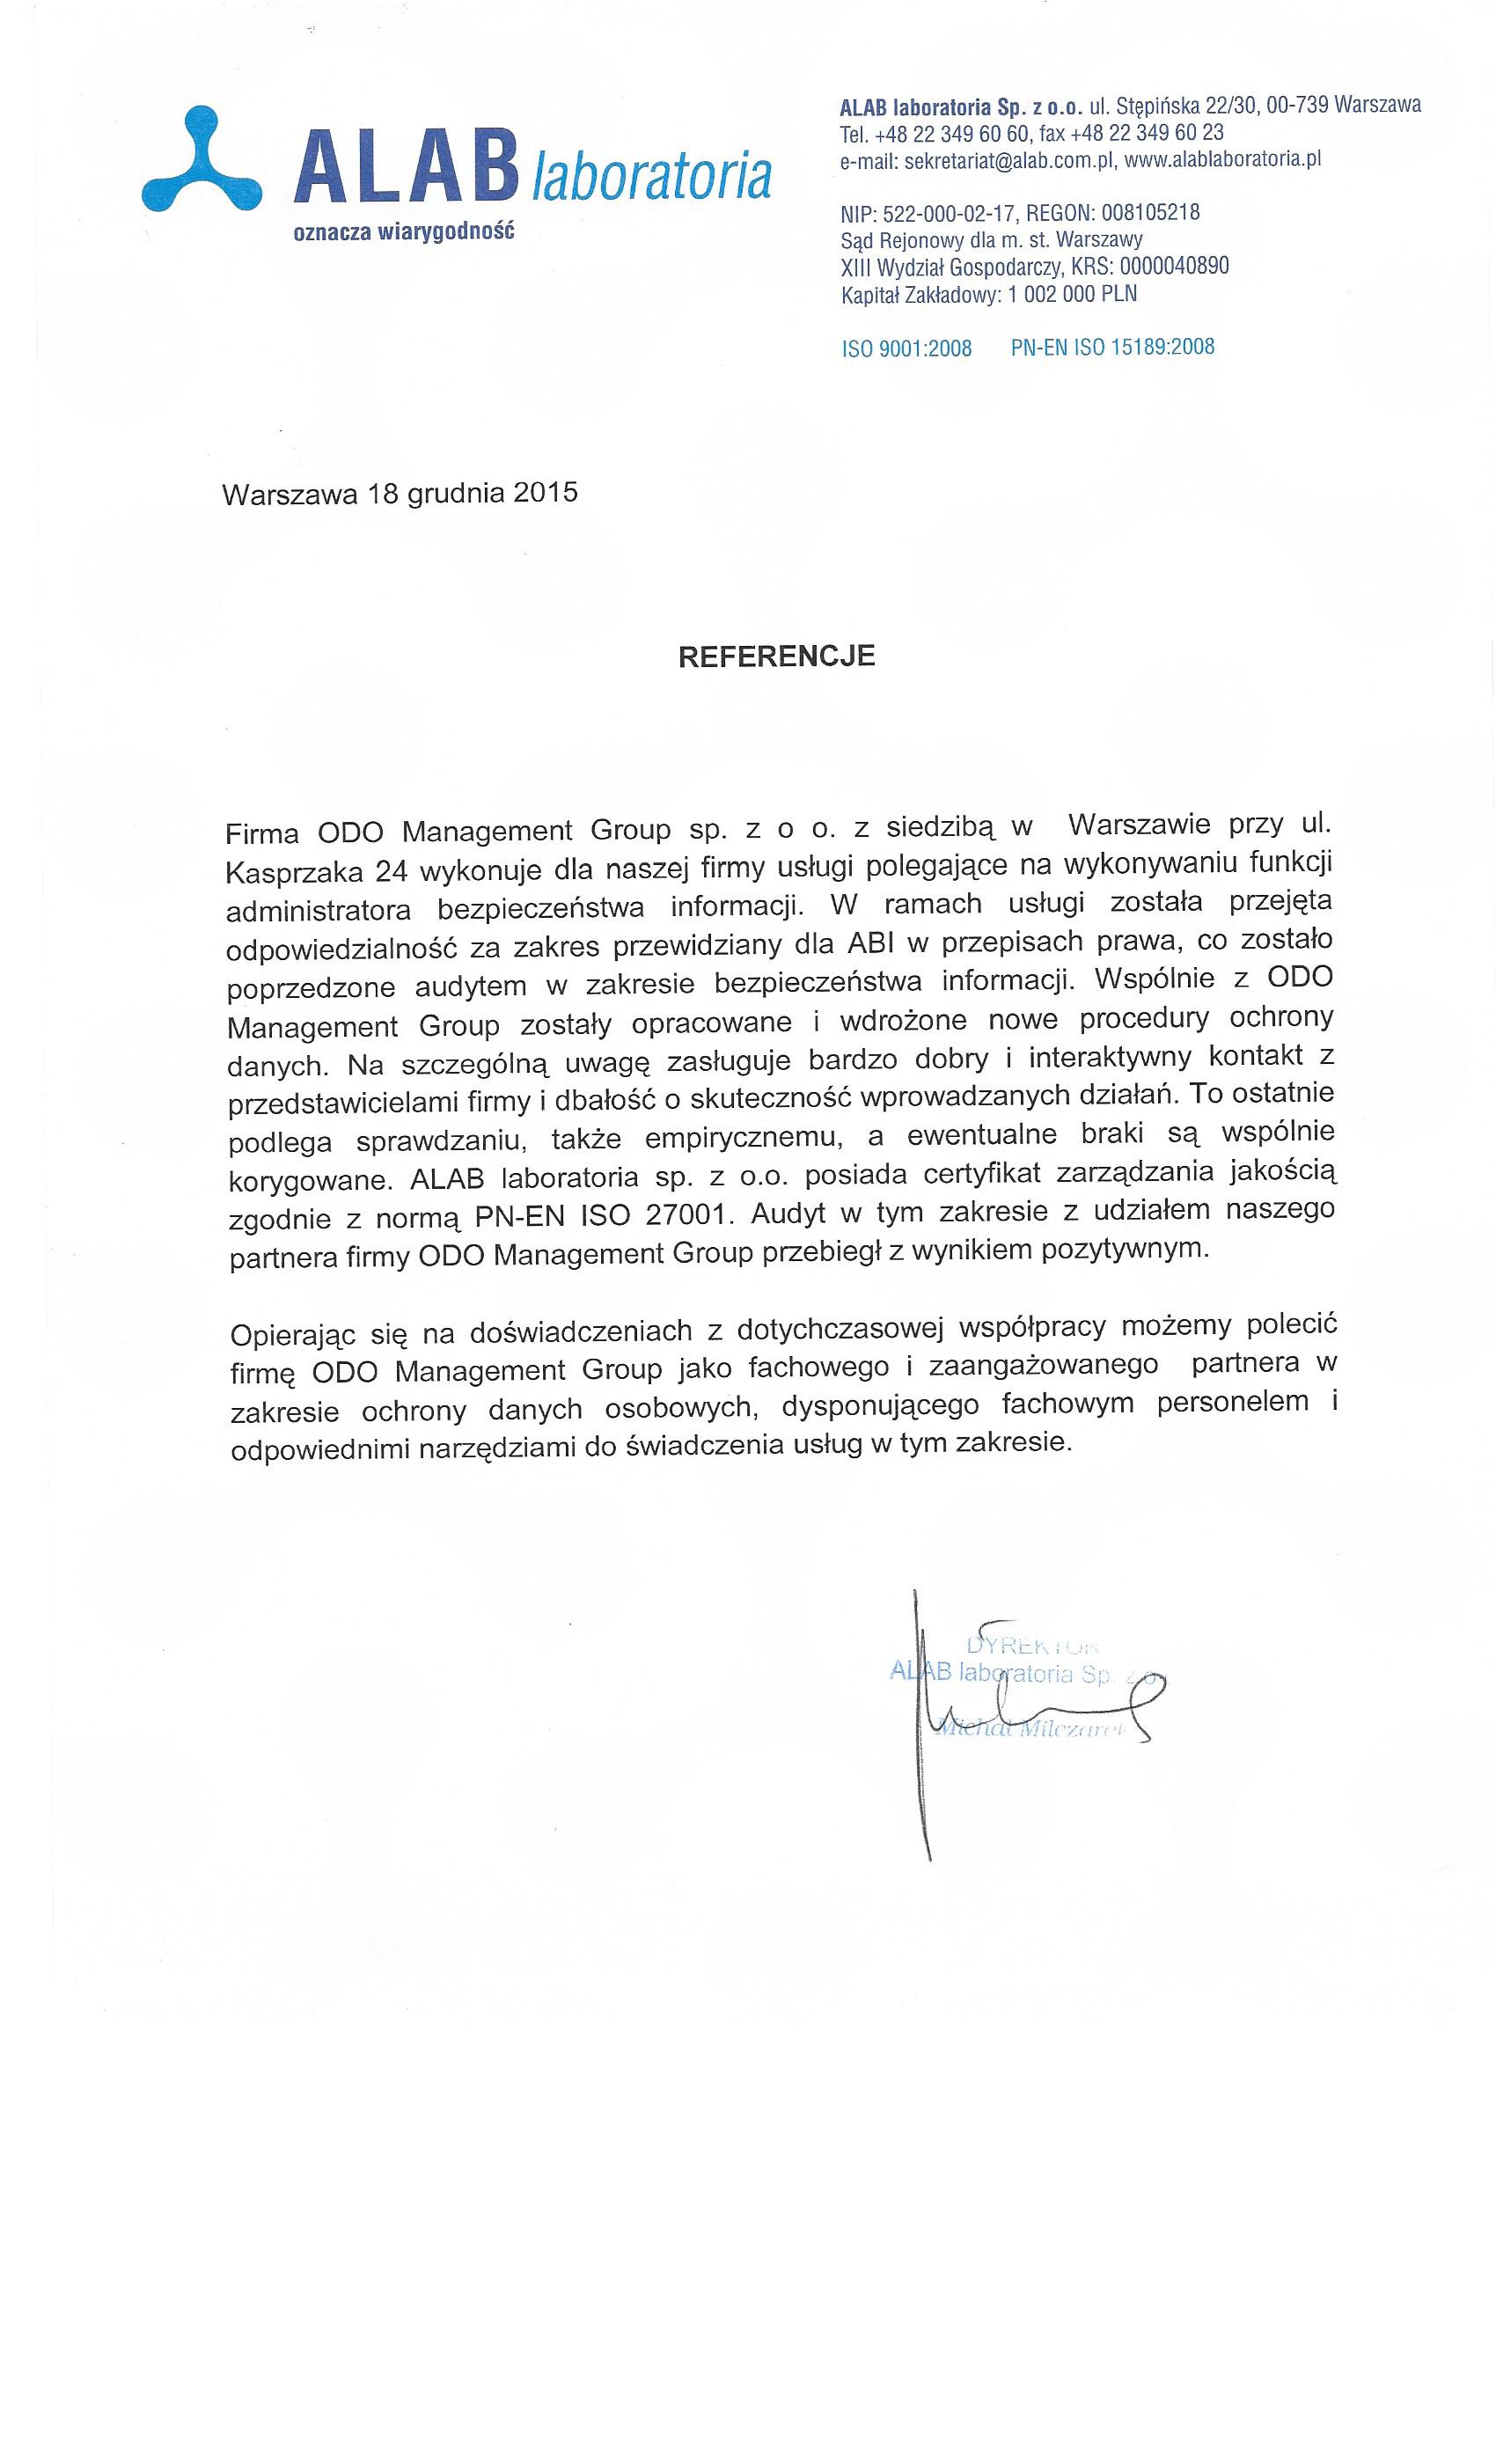 ALAB laboratoria
oznacza wiarygodność
ALAB laboratoria Sp. z o.o. ul. Stępińska 22/30, 00-739 Warszawa
Tel. +48 22 349 60 60, fax +48 22 349 60 23
e-mail: sekretariat@alab.com.pl, www.alablaboratoria.pl
NIP: 522-000-02-17, REGON: 008105218
Sąd Rejonowy dla m. st. Warszawy
XIII Wydział Gospodarczy, KRS: 0000040890
Kapitał Zakładowy: 1 002 000 PLN
ISO 9001:2008 PN-EN ISO 15189:2008
Warszawa 18 grudnia 2015
REFERENCJE
Firma ODO Management Group sp. z o o. z siedzibą w Warszawie przy ul.
Kasprzaka 24 wykonuje dla naszej firmy usługi polegające na wykonywaniu funkcji
administratora bezpieczeństwa informacji. W ramach usługi została przejęta
odpowiedzialność za zakres przewidziany dla ABI w przepisach prawa, co zostało
poprzedzone audytem w zakresie bezpieczeństwa informacji. Wspólnie z ODO
Management Group zostały opracowane i wdrożone nowe procedury ochrony
danych. Na szczególną uwagę zasługuje bardzo dobry i interaktywny kontakt z
przedstawicielami firmy i dbałość o skuteczność wprowadzanych działań. To ostatnie
podlega sprawdzaniu, także empirycznemu, a ewentualne braki są wspólnie
korygowane. ALAB laboratoria sp. z o.o. posiada certyfikat zarządzania jakością
zgodnie z normą PN-EN ISO 27001. Audyt w tym zakresie z udziałem naszego
partnera firmy ODO Management Group przebiegł z wynikiem pozytywnym.
Opierając się na doświadczeniach z dotychczasowej współpracy możemy polecić
firmę ODO Management Group jako fachowego i zaangażowanego partnera w
zakresie ochrony danych osobowych, dysponującego fachowym personelem i
odpowiednimi narzędziami do świadczenia usług w tym zakresie.
DYREKTOR
ALAB laboratoria Sp. z o.
Michał Milczarek